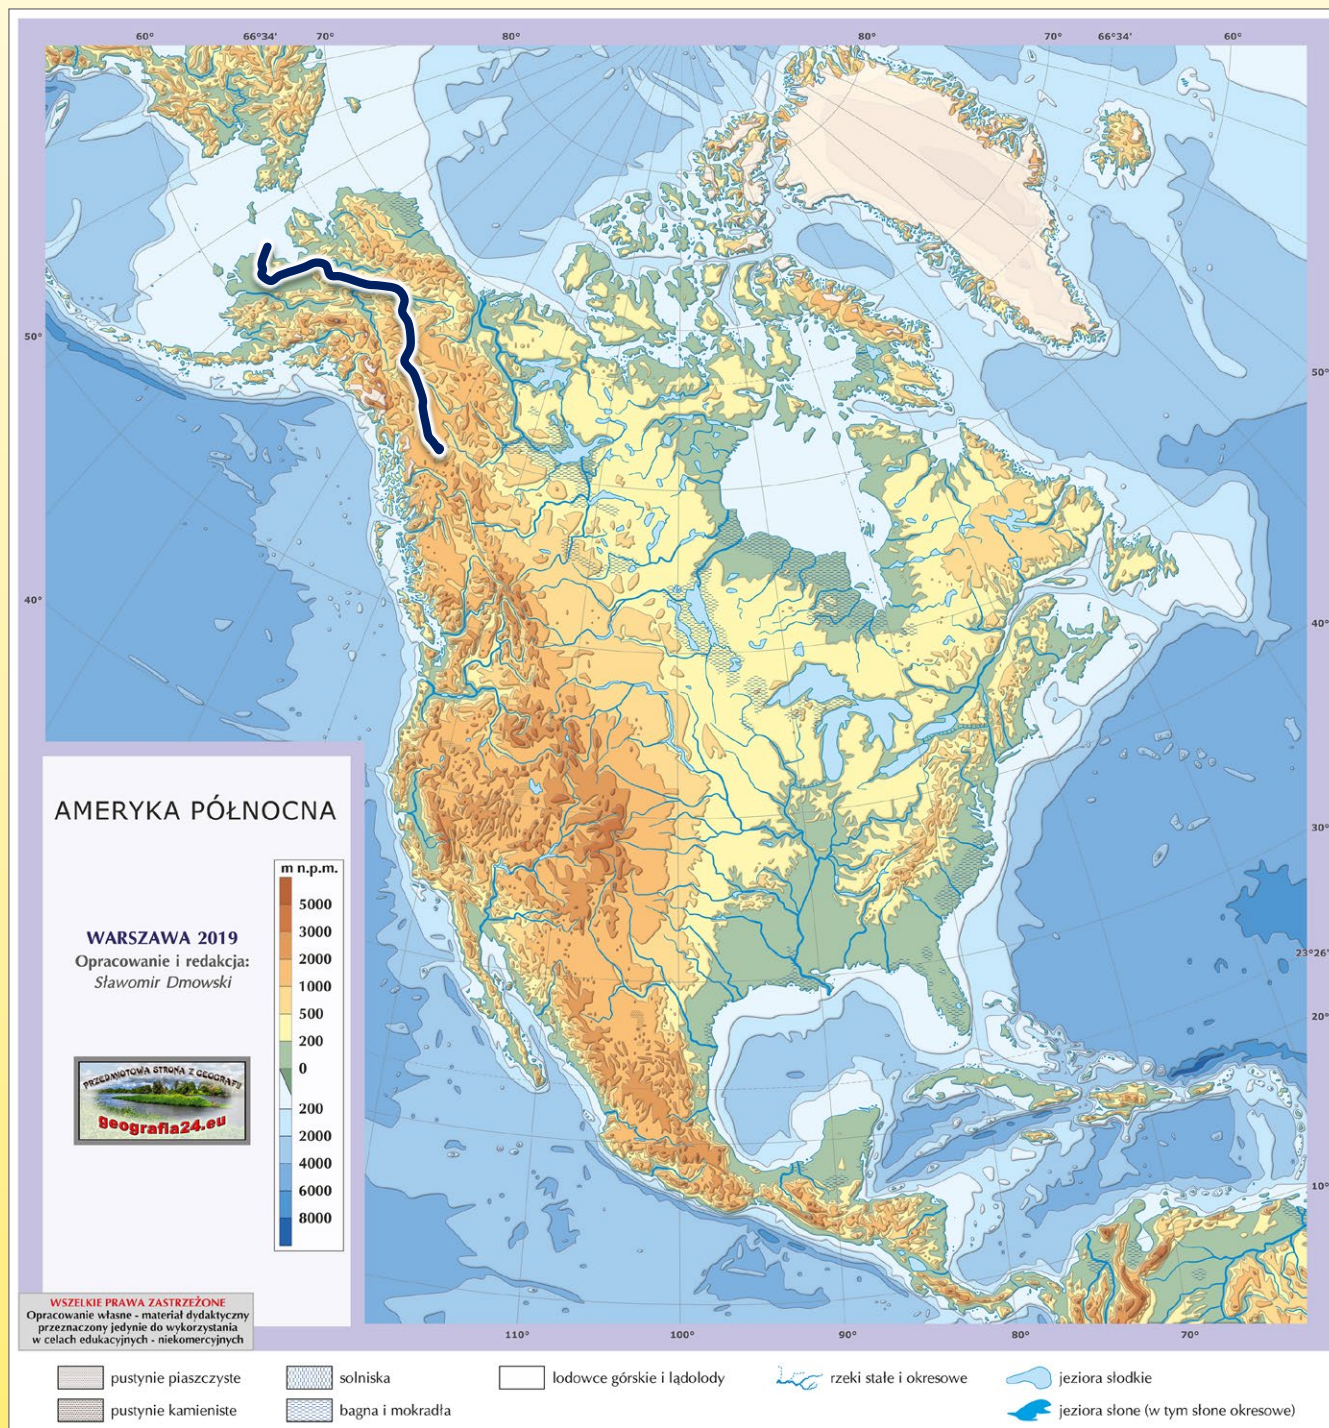 60° 66°34' 70° 80° 80° 70° 66°34' 60°
50°
50°
40°
40°
30°
23°26'
20°
10°
AMERYKA PÓŁNOCNA
WARSZAWA 2019
Opracowanie i redakcja:
Sławomir Dmowski
PRZEDMIOTOWA STRONA Z GEOGRAFII
geografia24.eu
m n.p.m.
5000
3000
2000
1000
500
200
0
200
2000
4000
6000
8000
WSZELKIE PRAWA ZASTRZEŻONE
Opracowanie własne - materiał dydaktyczny
przeznaczony jedynie do wykorzystania
w celach edukacyjnych - niekomercyjnych
110° 100° 90° 80° 70°
pustynie piaszczyste
solniska
lodowce górskie i lądolody
rzeki stałe i okresowe
jeziora słodkie
pustynie kamieniste
bagna i mokradła
jeziora słone (w tym słone okresowe)